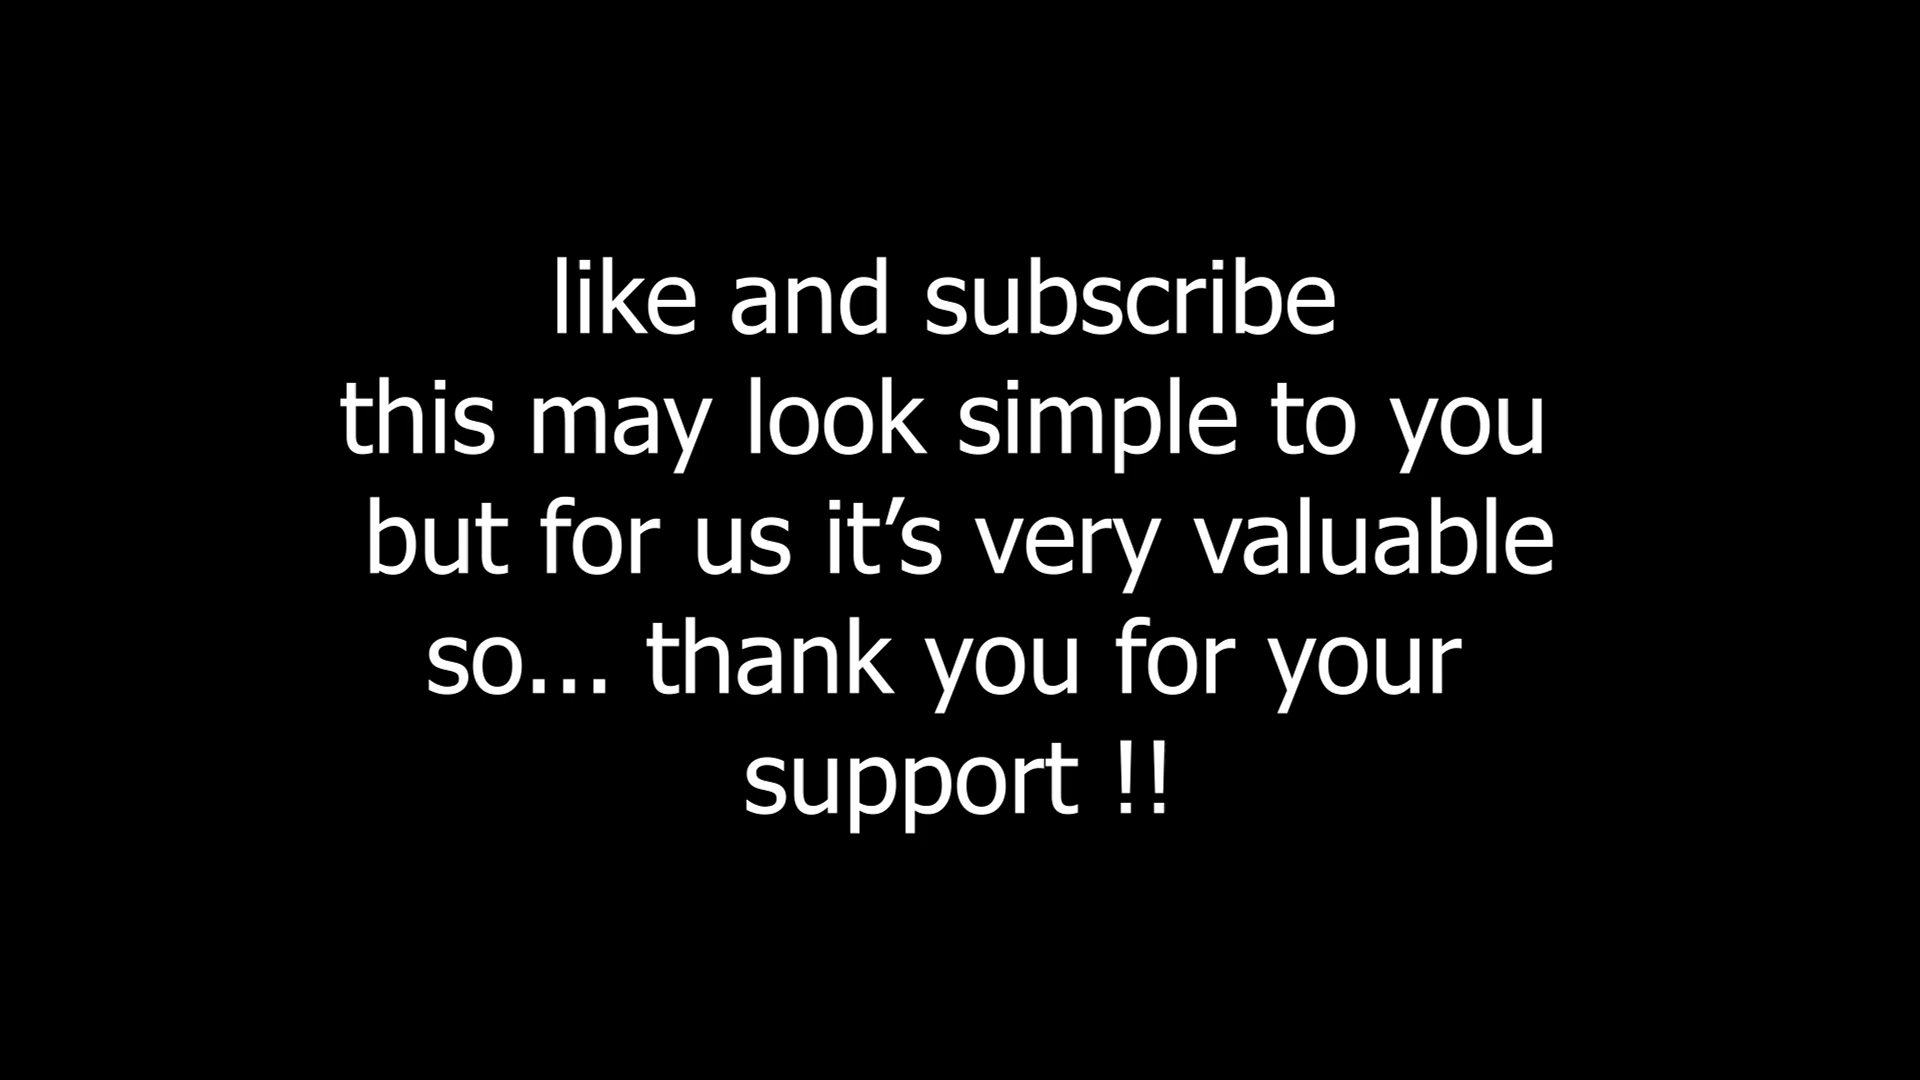 like and subscribe
this may look simple to you
but for us it’s very valuable
so... thank you for your
support !!